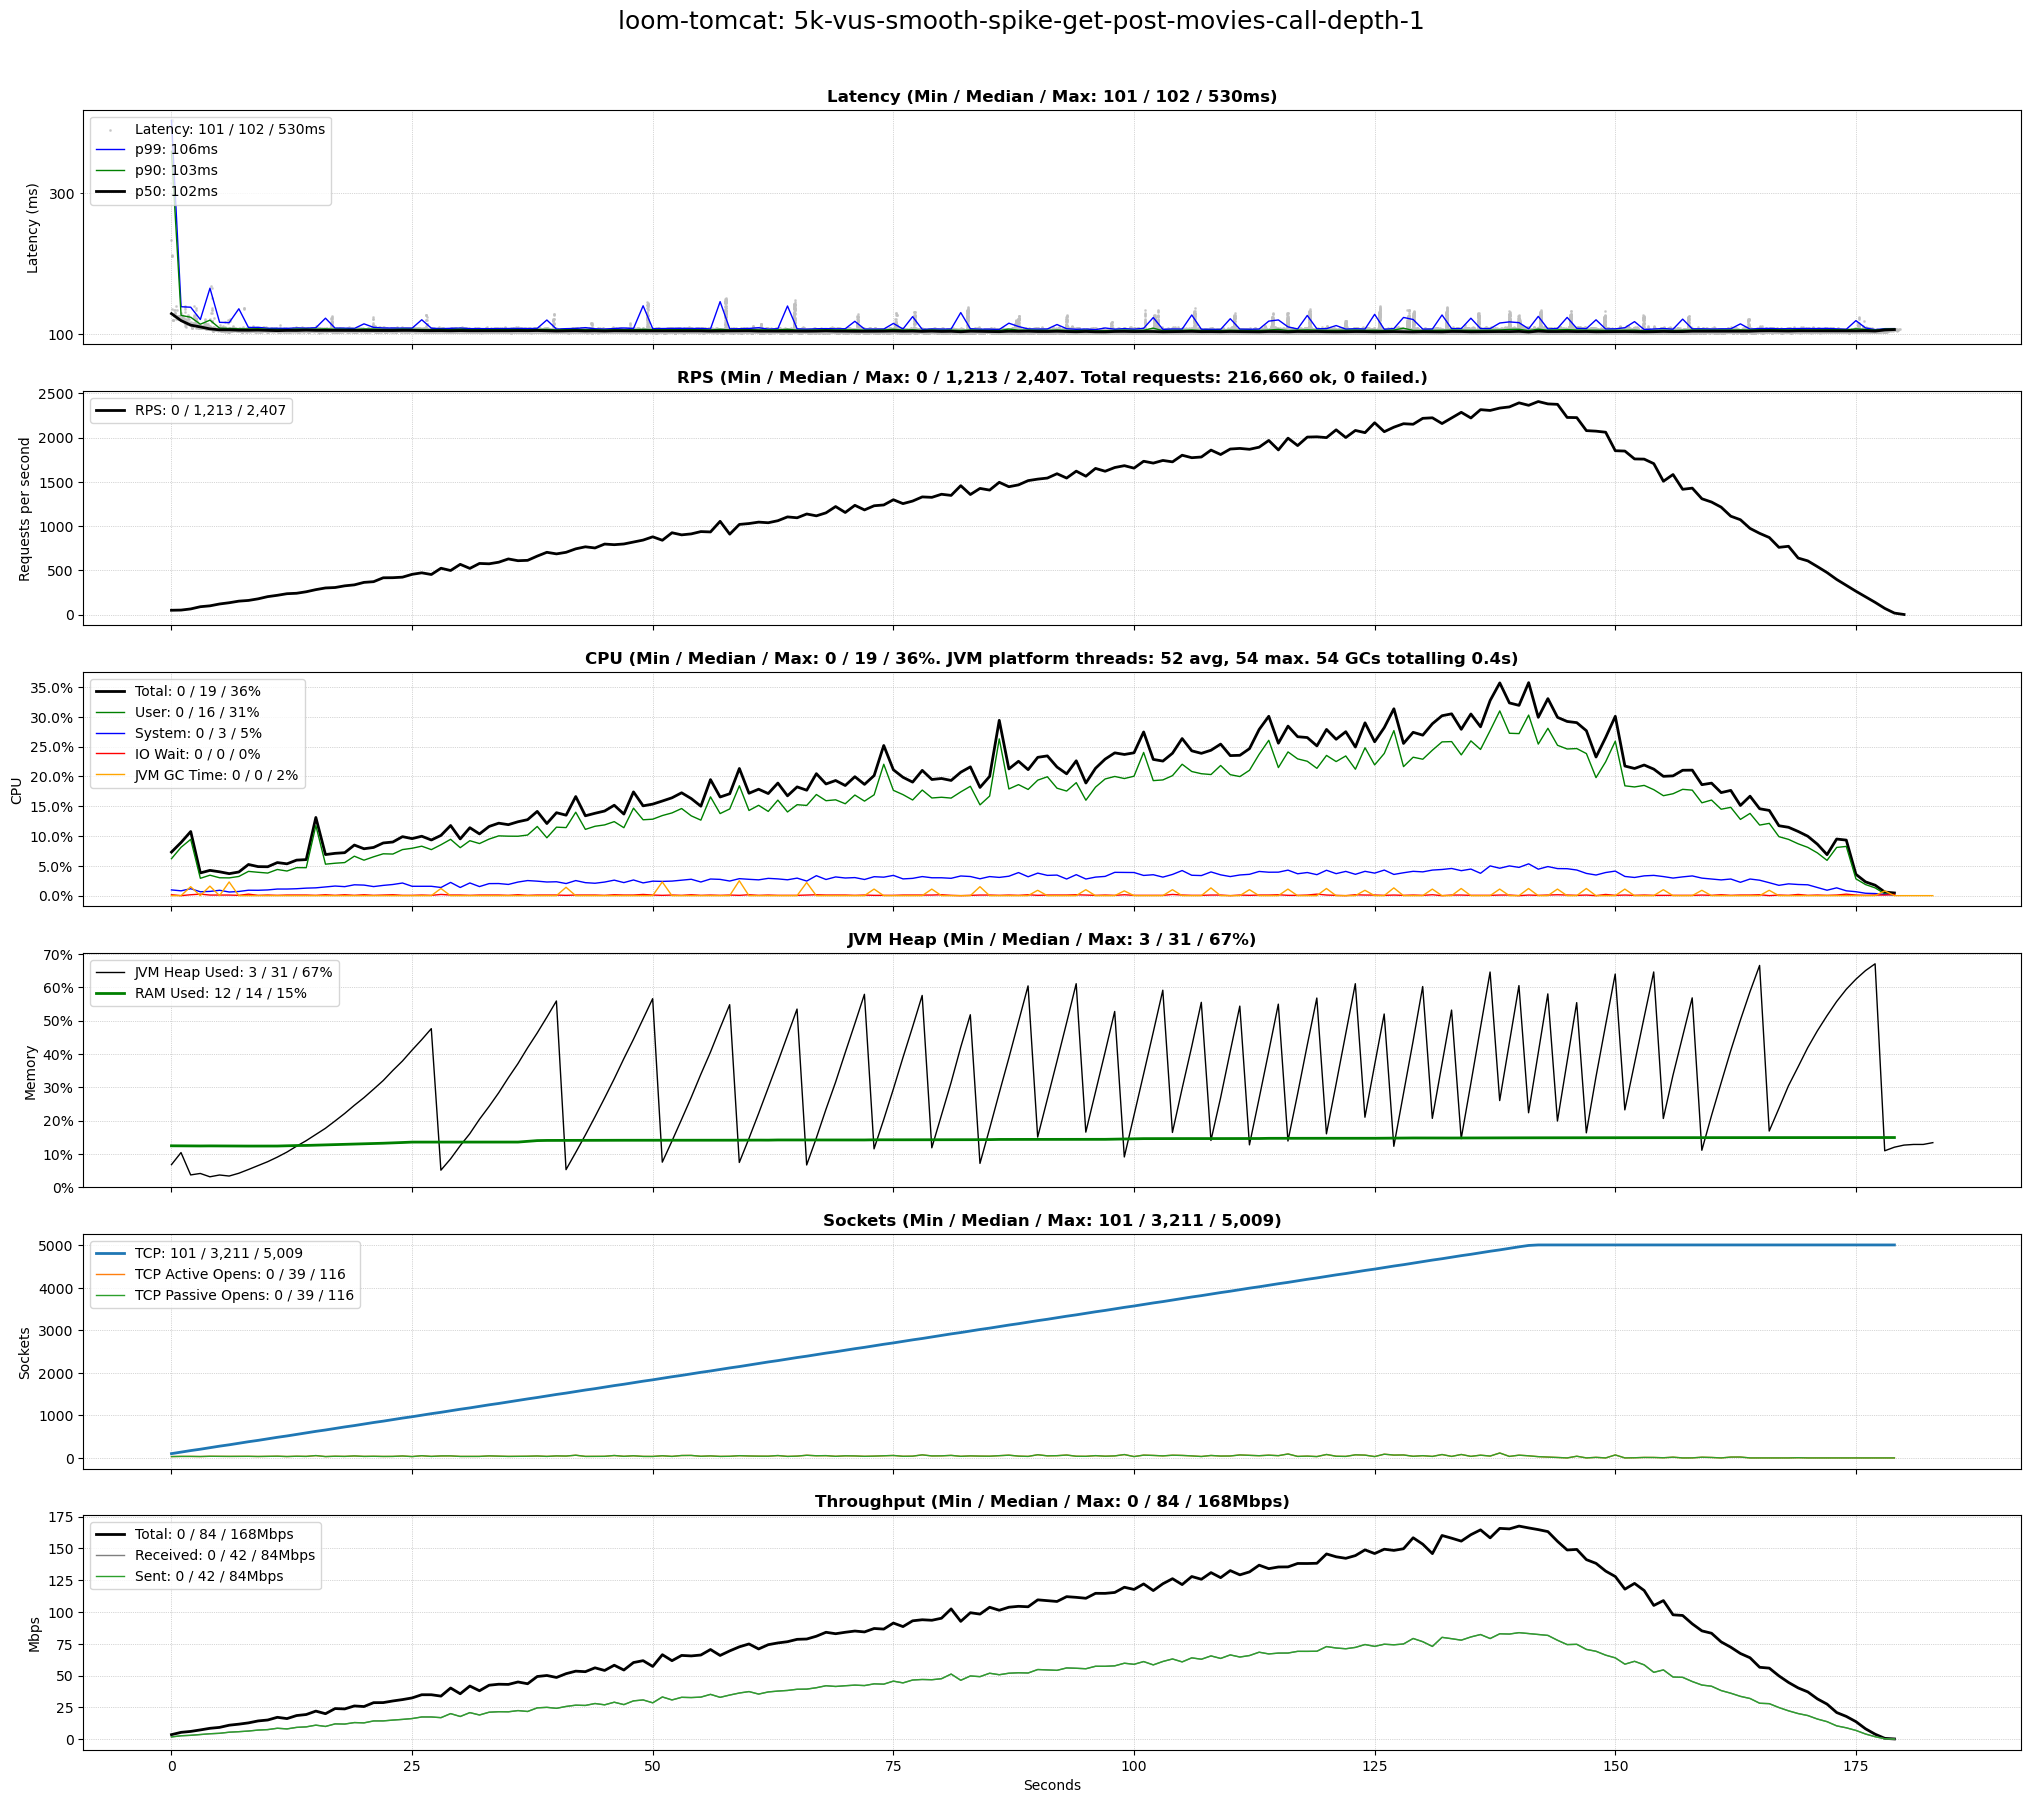 loom-tomcat: 5k-vus-smooth-spike-get-post-movies-call-depth-1
Latency (Min / Median / Max: 101 / 102 / 530ms)
Latency: 101 / 102 / 530ms
p99: 106ms
p90: 103ms
p50: 102ms
Latency (ms)
300
100
RPS (Min / Median / Max: 0 / 1,213 / 2,407. Total requests: 216,660 ok, 0 failed.)
RPS: 0 / 1,213 / 2,407
Requests per second
2500
2000
1500
1000
500
0
CPU (Min / Median / Max: 0 / 19 / 36%. JVM platform threads: 52 avg, 54 max. 54 GCs totalling 0.4s)
Total: 0 / 19 / 36%
User: 0 / 16 / 31%
System: 0 / 3 / 5%
IO Wait: 0 / 0 / 0%
JVM GC Time: 0 / 0 / 2%
CPU
35.0%
30.0%
25.0%
20.0%
15.0%
10.0%
5.0%
0.0%
JVM Heap (Min / Median / Max: 3 / 31 / 67%)
JVM Heap Used: 3 / 31 / 67%
RAM Used: 12 / 14 / 15%
Memory
70%
60%
50%
40%
30%
20%
10%
0%
Sockets (Min / Median / Max: 101 / 3,211 / 5,009)
TCP: 101 / 3,211 / 5,009
TCP Active Opens: 0 / 39 / 116
TCP Passive Opens: 0 / 39 / 116
Sockets
5000
4000
3000
2000
1000
0
Throughput (Min / Median / Max: 0 / 84 / 168Mbps)
Total: 0 / 84 / 168Mbps
Received: 0 / 42 / 84Mbps
Sent: 0 / 42 / 84Mbps
Mbps
175
150
125
100
75
50
25
0
0 25 50 75 100 125 150 175
Seconds